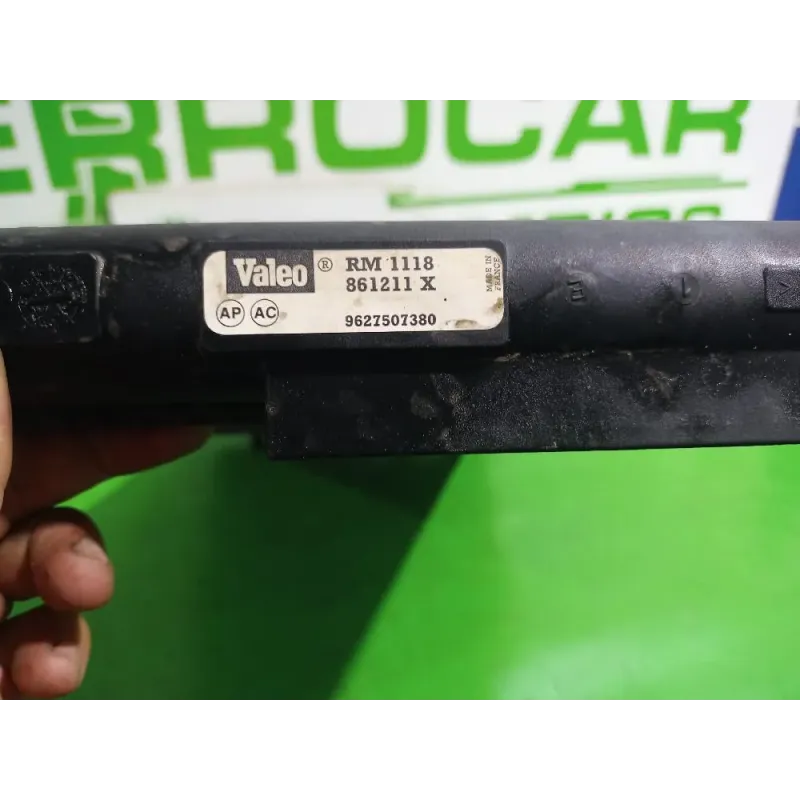 ERROCAR
Valeo ® RM 1118
861211 X
MADE IN
FRANCE
AP AC
9627507380